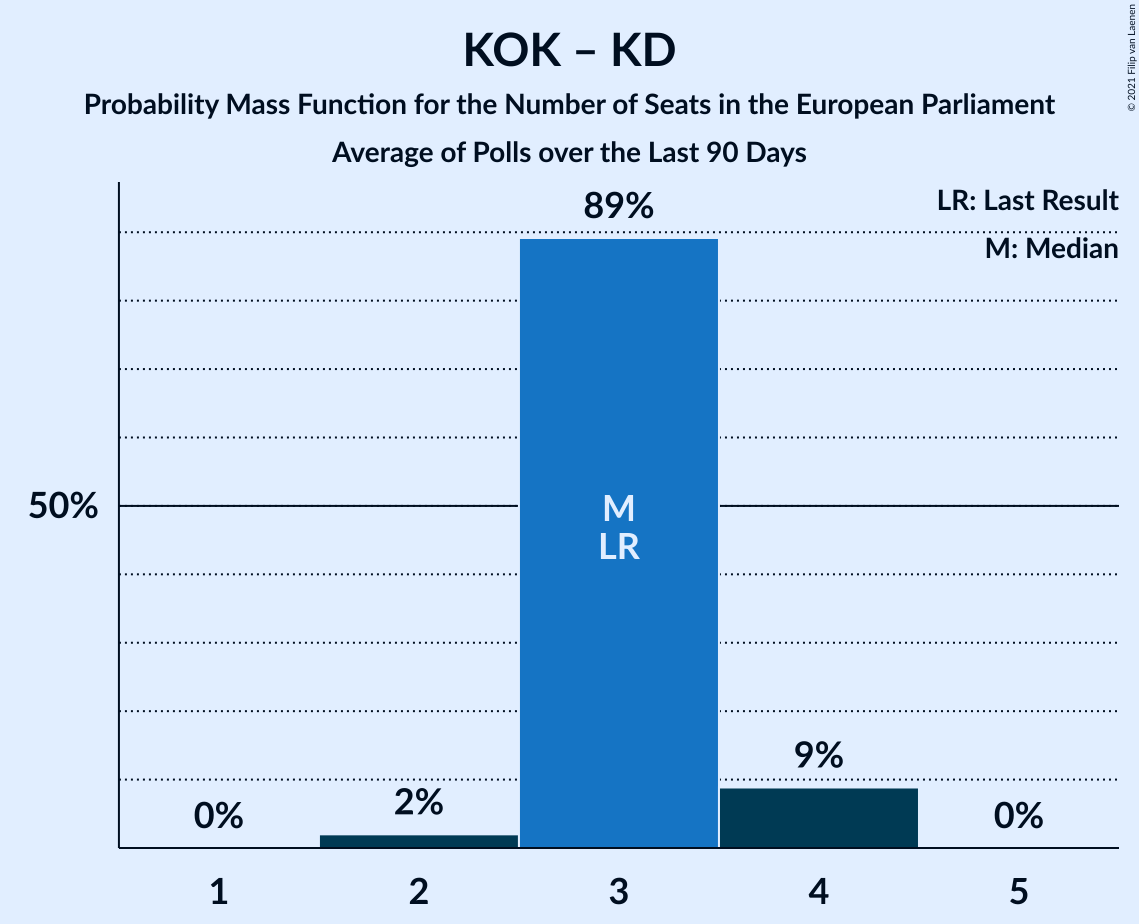 KOK – KD
Probability Mass Function for the Number of Seats in the European Parliament
Average of Polls over the Last 90 Days
© 2021 Filip van Laenen
LR: Last Result
M: Median
89%
50%
M
LR
9%
2%
0%
0%
1
2
3
4
5